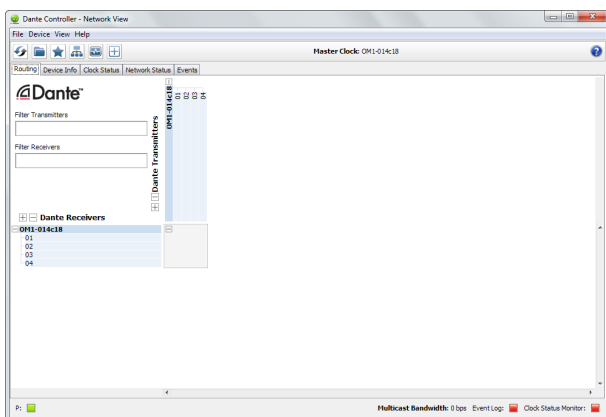 Dante Controller - Network View
File Device View Help
Master Clock: OM1-014c18
?
Routing Device Info Clock Status Network Status Events
Dante™
Filter Transmitters
Filter Receivers
Dante Transmitters
OM1-014c18
01
02
03
04
Dante Receivers
OM1-014c18
01
02
03
04
P:
Multicast Bandwidth: 0 bps Event Log: Clock Status Monitor: